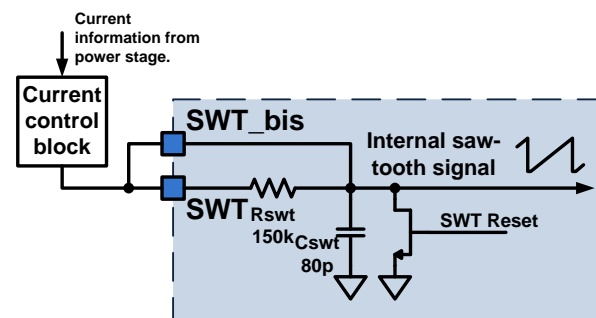 Current
information from
power stage.
Current
control
block
SWT_bis
Internal saw-
tooth signal
SWT
Rswt
150k
Cswt
80p
SWT Reset